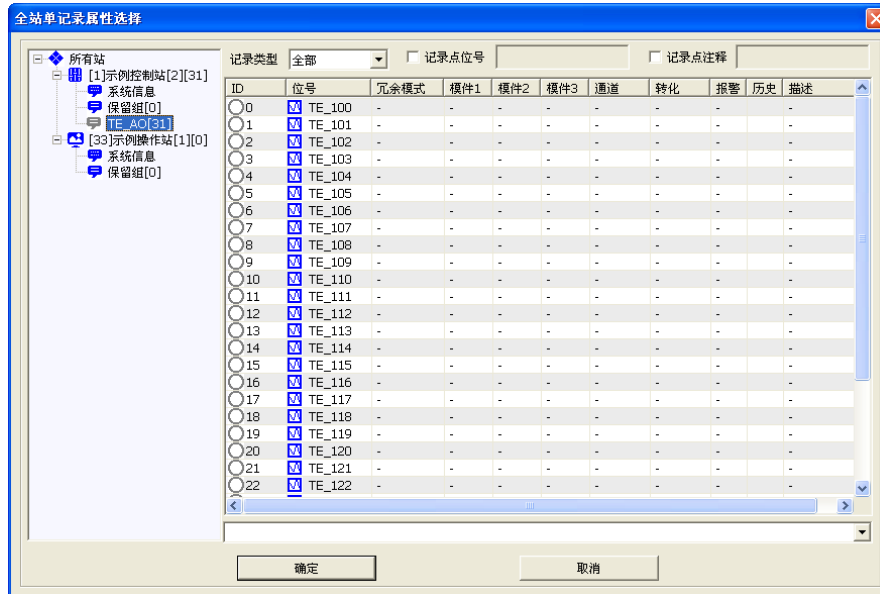 全站单记录属性选择
所有站
[1]示例控制站[2][31]
系统信息
保留组[0]
TE_AO[31]
[33]示例操作站[1][0]
系统信息
保留组[0]
记录类型 全部 记录点位号 记录点注释
ID 位号 冗余模式 模件1 模件2 模件3 通道 转化 报警 历史 描述
0 TE_100 - - - - - - - -
1 TE_101 - - - - - - - -
2 TE_102 - - - - - - - -
3 TE_103 - - - - - - - -
4 TE_104 - - - - - - - -
5 TE_105 - - - - - - - -
6 TE_106 - - - - - - - -
7 TE_107 - - - - - - - -
8 TE_108 - - - - - - - -
9 TE_109 - - - - - - - -
10 TE_110 - - - - - - - -
11 TE_111 - - - - - - - -
12 TE_112 - - - - - - - -
13 TE_113 - - - - - - - -
14 TE_114 - - - - - - - -
15 TE_115 - - - - - - - -
16 TE_116 - - - - - - - -
17 TE_117 - - - - - - - -
18 TE_118 - - - - - - - -
19 TE_119 - - - - - - - -
20 TE_120 - - - - - - - -
21 TE_121 - - - - - - - -
22 TE_122 - - - - - - - -
确定 取消